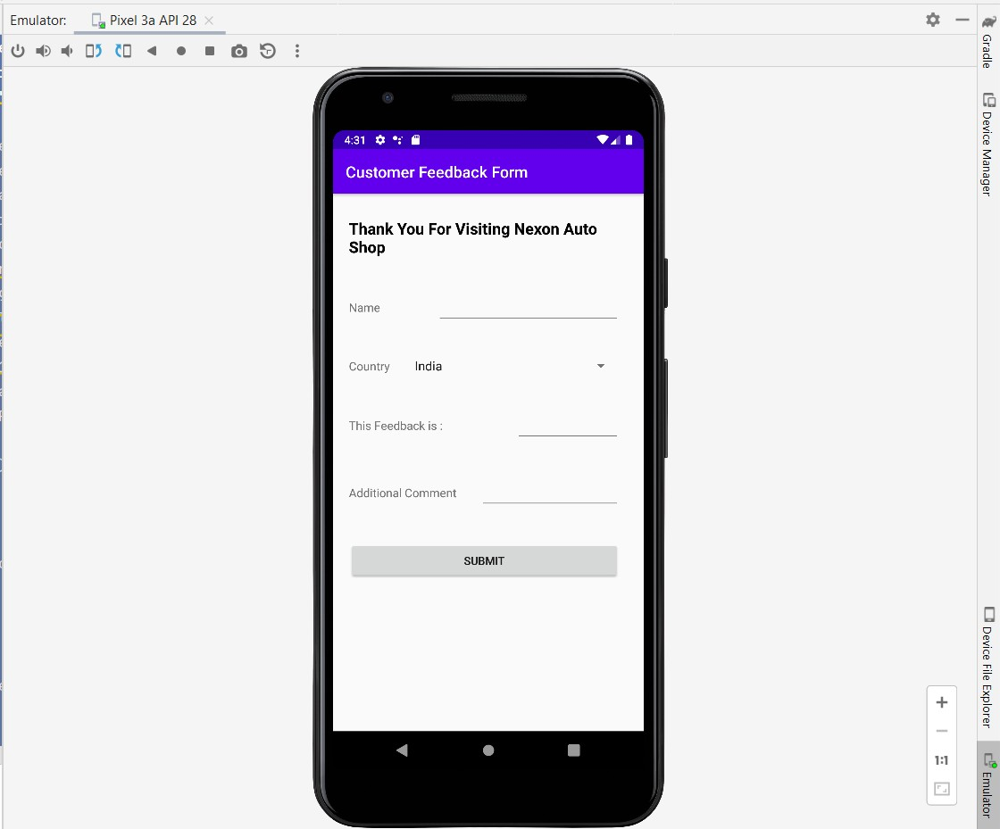 Emulator: Pixel 3a API 28
Gradle
Device Manager
4:31
Customer Feedback Form
Thank You For Visiting Nexon Auto
Shop
Name
Country India
This Feedback is :
Additional Comment
SUBMIT
Device File Explorer
1:1
Emulator